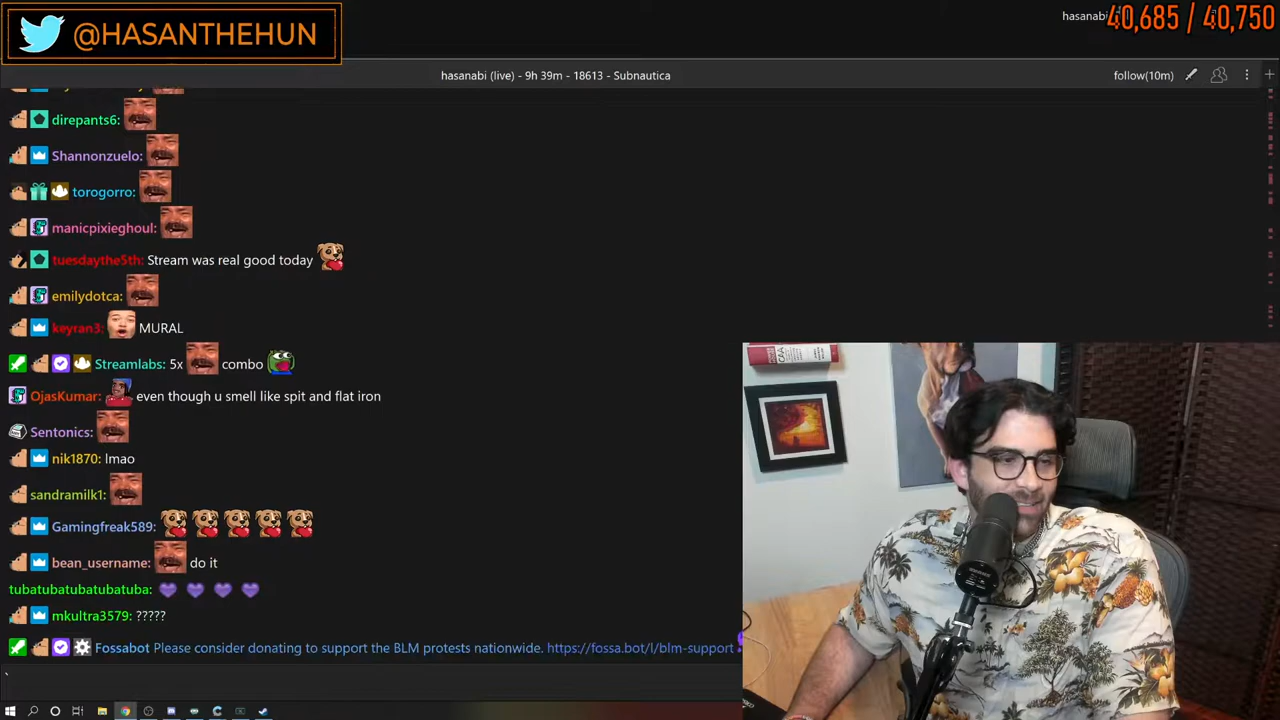 @HASANTHEHUN
hasanabi
40,685 / 40,750
hasanabi (live) - 9h 39m - 18613 - Subnautica
follow(10m)
direpants6:
Shannonzuelo:
torogorro:
manicpixieghoul:
tuesdaythe5th: Stream was real good today
emilydotca:
keyran3: MURAL
Streamlabs: 5x combo
OjasKumar: even though u smell like spit and flat iron
Sentonics:
nik1870: lmao
sandramilk1:
Gamingfreak589:
bean_username: do it
tubatubatubatubatuba:
mkultra3579: ?????
Fossabot Please consider donating to support the BLM protests nationwide. https://fossa.bot/l/blm-support
`